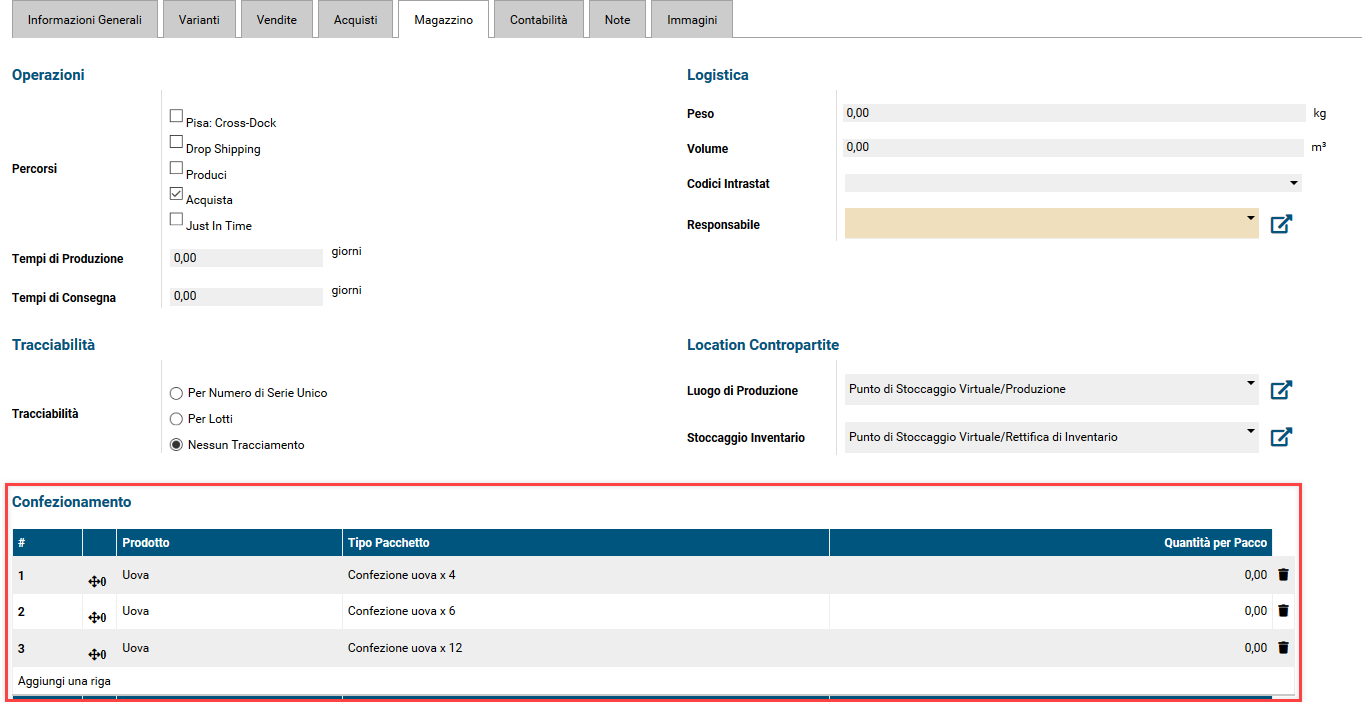 Informazioni Generali Varianti Vendite Acquisti Magazzino Contabilità Note Immagini
Operazioni
Percorsi
Pisa: Cross-Dock
Drop Shipping
Produci
Acquista
Just In Time
Tempi di Produzione 0,00 giorni
Tempi di Consegna 0,00 giorni
Logistica
Peso 0,00 kg
Volume 0,00 m³
Codici Intrastat
Responsabile
Tracciabilità
Tracciabilità
Per Numero di Serie Unico
Per Lotti
Nessun Tracciamento
Location Contropartite
Luogo di Produzione Punto di Stoccaggio Virtuale/Produzione
Stoccaggio Inventario Punto di Stoccaggio Virtuale/Rettifica di Inventario
Confezionamento
# Prodotto Tipo Pacchetto Quantità per Pacco
1 0 Uova Confezione uova x 4 0,00
2 0 Uova Confezione uova x 6 0,00
3 0 Uova Confezione uova x 12 0,00
Aggiungi una riga